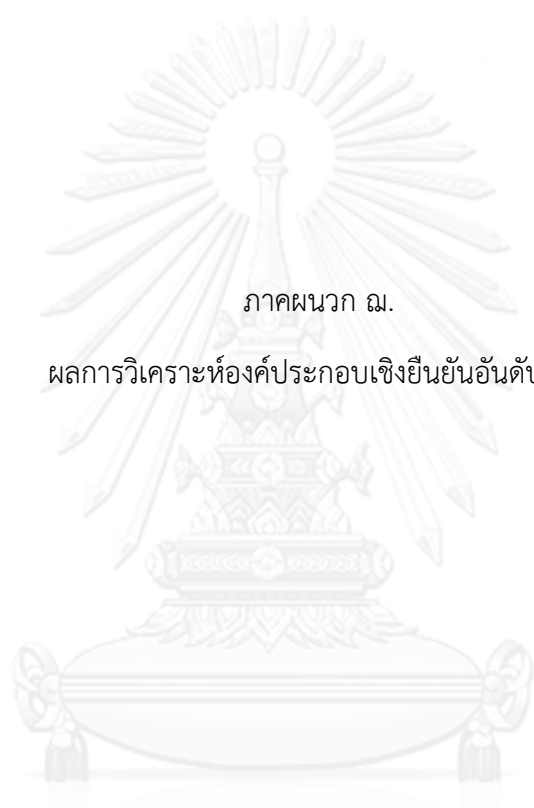 ภาคผนวก ฌ.
ผลการวิเคราะห์องค์ประกอบเชิงยืนยันอันดับ